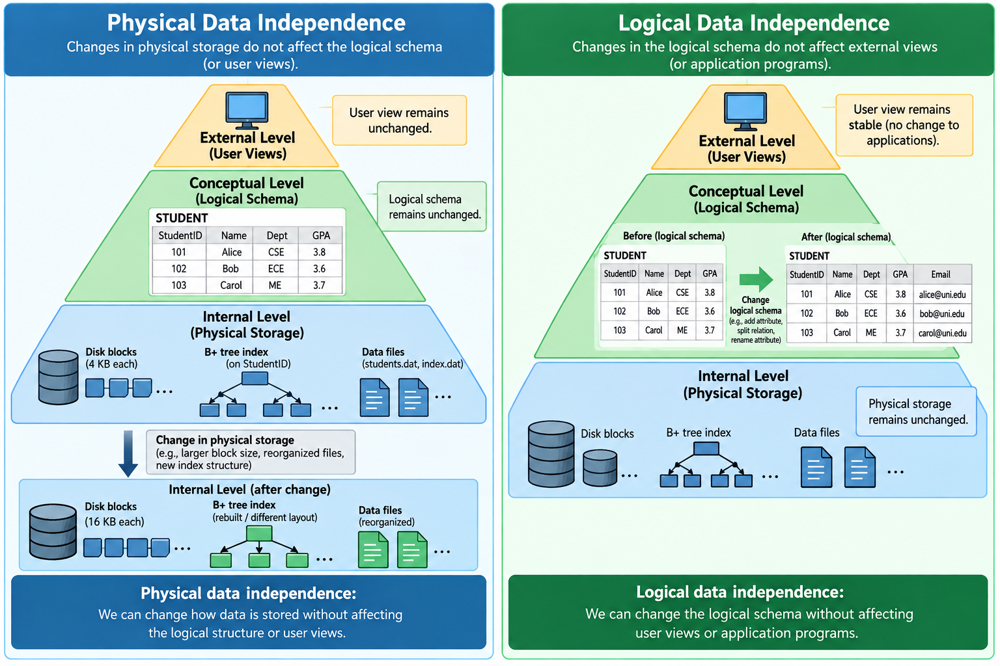 Physical Data Independence
Changes in physical storage do not affect the logical schema
(or user views).
External Level
(User Views)
User view remains
unchanged.
Conceptual Level
(Logical Schema)
Logical schema
remains unchanged.
STUDENT
StudentID Name Dept GPA
101 Alice CSE 3.8
102 Bob ECE 3.6
103 Carol ME 3.7
Internal Level
(Physical Storage)
Disk blocks
(4 KB each)
...
B+ tree index
(on StudentID)
...
Data files
(students.dat, index.dat)
...
Change in physical storage
(e.g., larger block size, reorganized files,
new index structure)
Internal Level (after change)
Disk blocks
(16 KB each)
...
B+ tree index
(rebuilt / different layout)
...
Data files
(reorganized)
...
Physical data independence:
We can change how data is stored without affecting
the logical structure or user views.
Logical Data Independence
Changes in the logical schema do not affect external views
(or application programs).
External Level
(User Views)
User view remains
stable (no change to
applications).
Conceptual Level
(Logical Schema)
Before (logical schema)
STUDENT
StudentID Name Dept GPA
101 Alice CSE 3.8
102 Bob ECE 3.6
103 Carol ME 3.7
Change
logical schema
(e.g., add attribute,
split relation,
rename attribute)
After (logical schema)
STUDENT
StudentID Name Dept GPA Email
101 Alice CSE 3.8 alice@uni.edu
102 Bob ECE 3.6 bob@uni.edu
103 Carol ME 3.7 carol@uni.edu
Internal Level
(Physical Storage)
Physical storage
remains unchanged.
Disk blocks
...
B+ tree index
...
Data files
...
Logical data independence:
We can change the logical schema without affecting
user views or application programs.